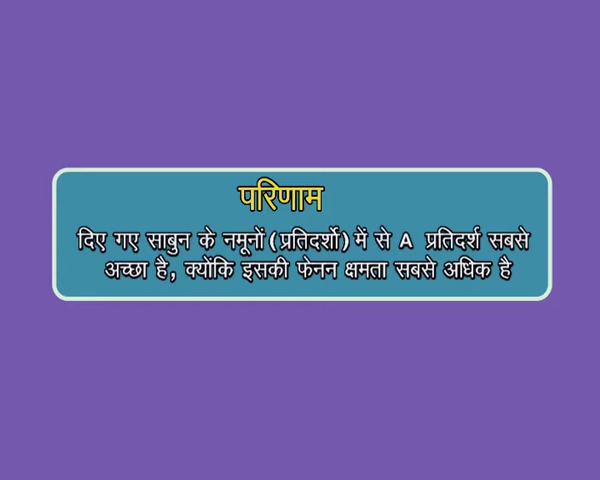 परिणाम
दिए गए साबुन के नमूनों (प्रतिदर्शो) में से A प्रतिदर्श सबसे
अच्छा है, क्योंकि इसकी फेनन क्षमता सबसे अधिक है